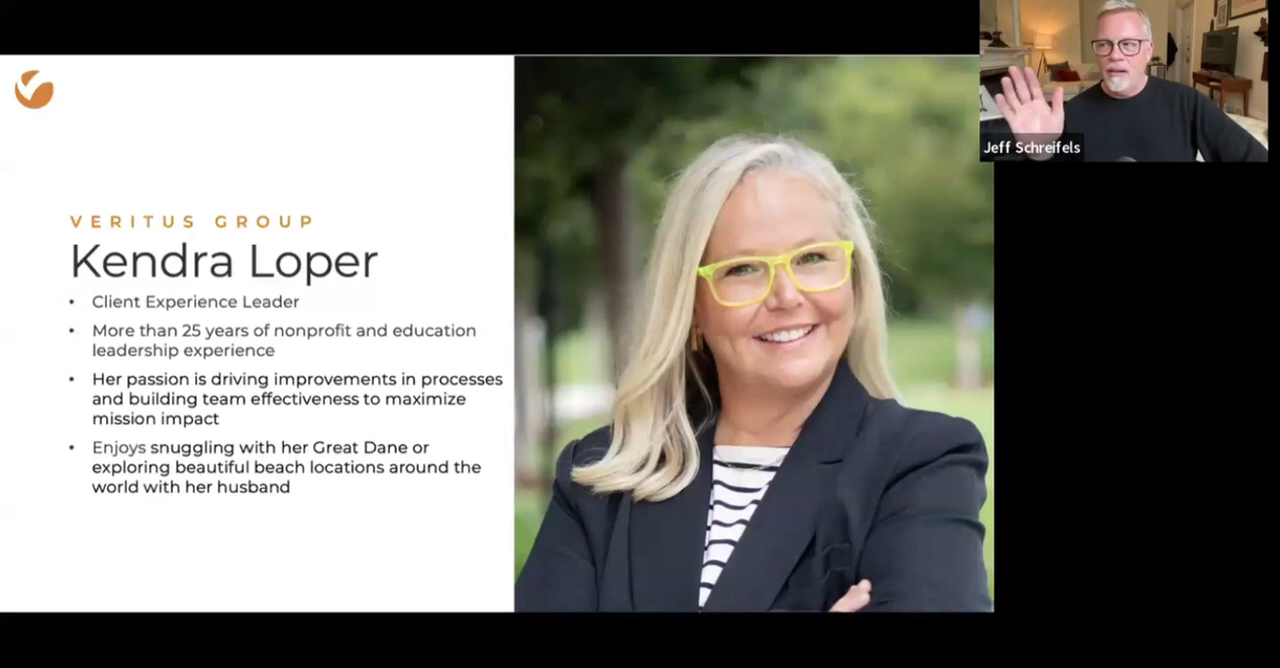 VERITUS GROUP
Kendra Loper
• Client Experience Leader
• More than 25 years of nonprofit and education
leadership experience
• Her passion is driving improvements in processes
and building team effectiveness to maximize
mission impact
• Enjoys snuggling with her Great Dane or
exploring beautiful beach locations around the
world with her husband
Jeff Schreifels